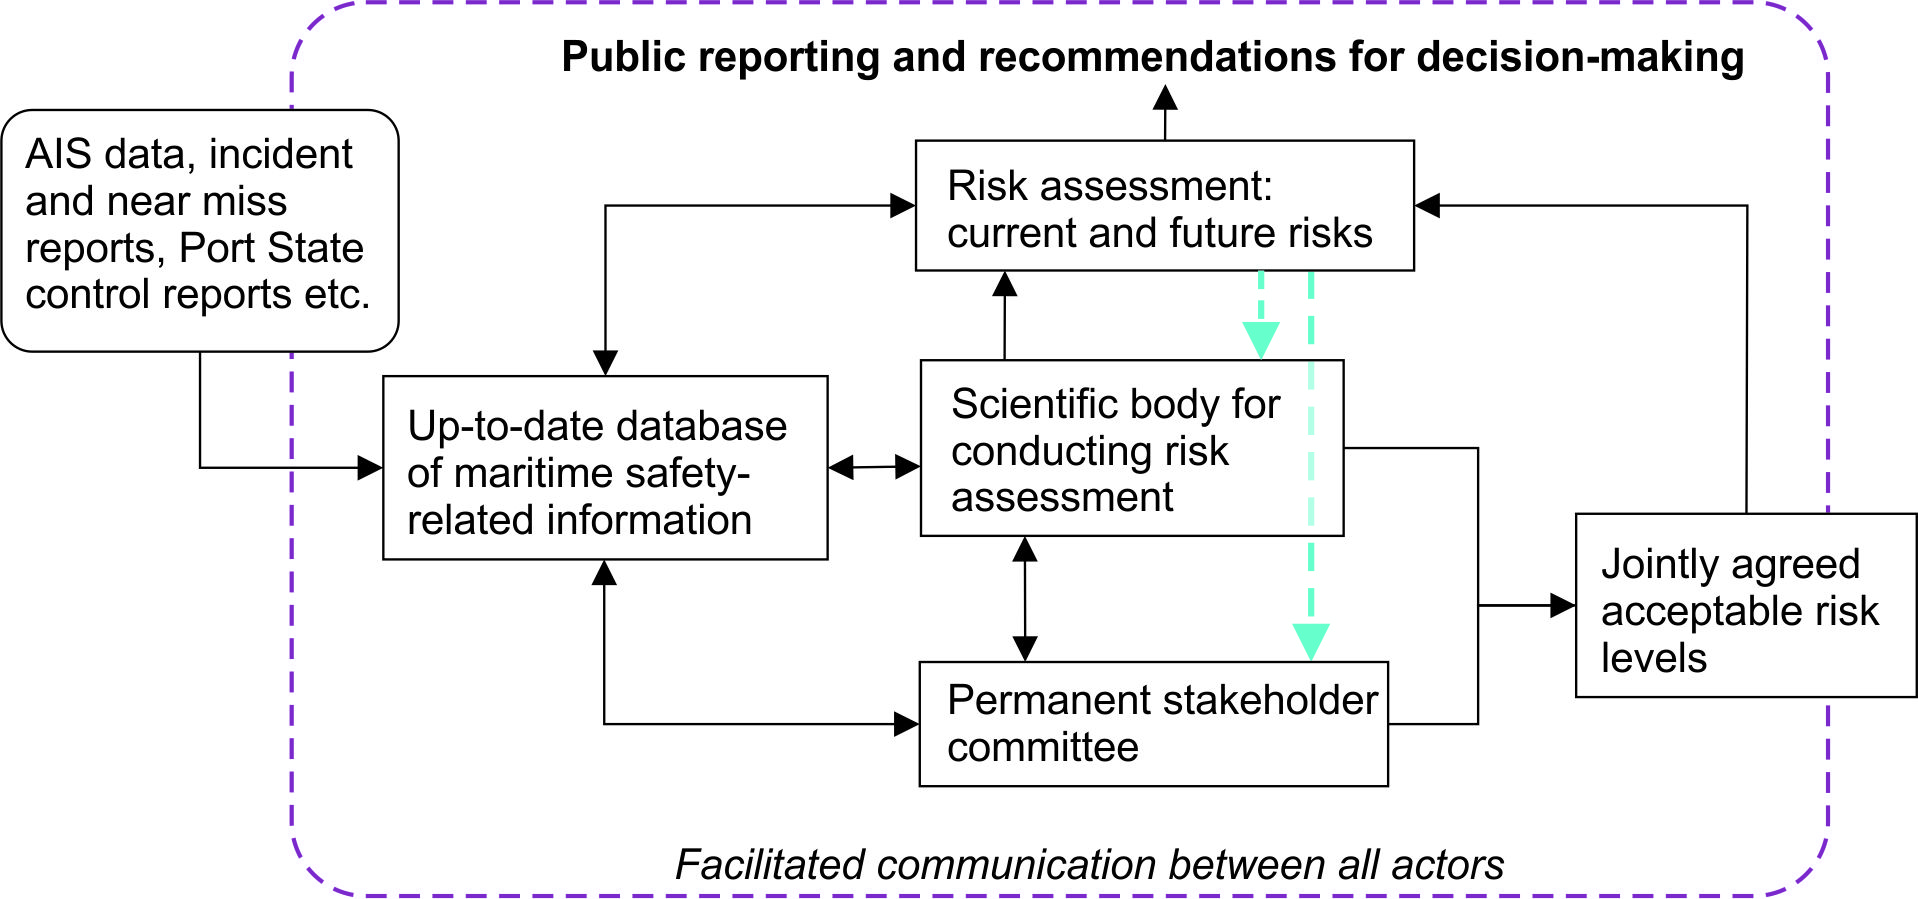 Public reporting and recommendations for decision-making
AIS data, incident
and near miss
reports, Port State
control reports etc.
Risk assessment:
current and future risks
Up-to-date database
of maritime safety-
related information
Scientific body for
conducting risk
assessment
Jointly agreed
acceptable risk
levels
Permanent stakeholder
committee
Facilitated communication between all actors